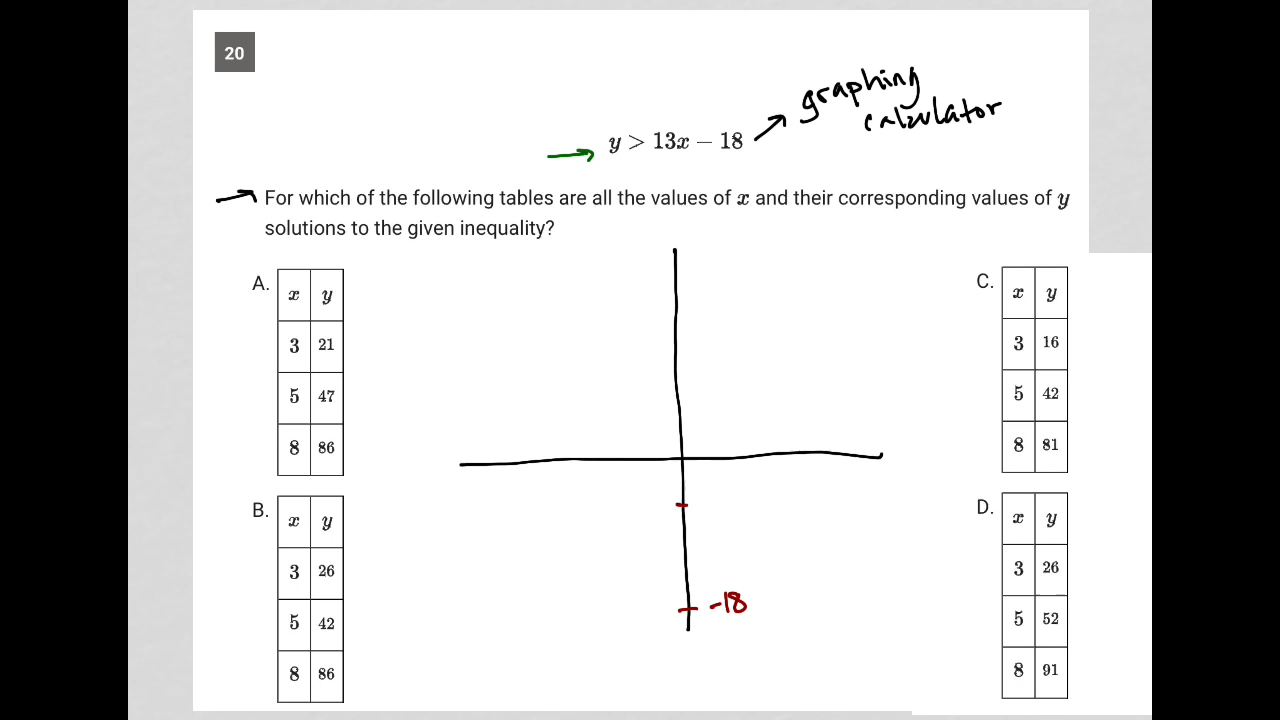 20
graphing
calculator
y > 13x − 18
For which of the following tables are all the values of x and their corresponding values of y
solutions to the given inequality?
A.
x y
3 21
5 47
8 86
B.
x y
3 26
5 42
8 86
C.
x y
3 16
5 42
8 81
D.
x y
3 26
5 52
8 91
-18